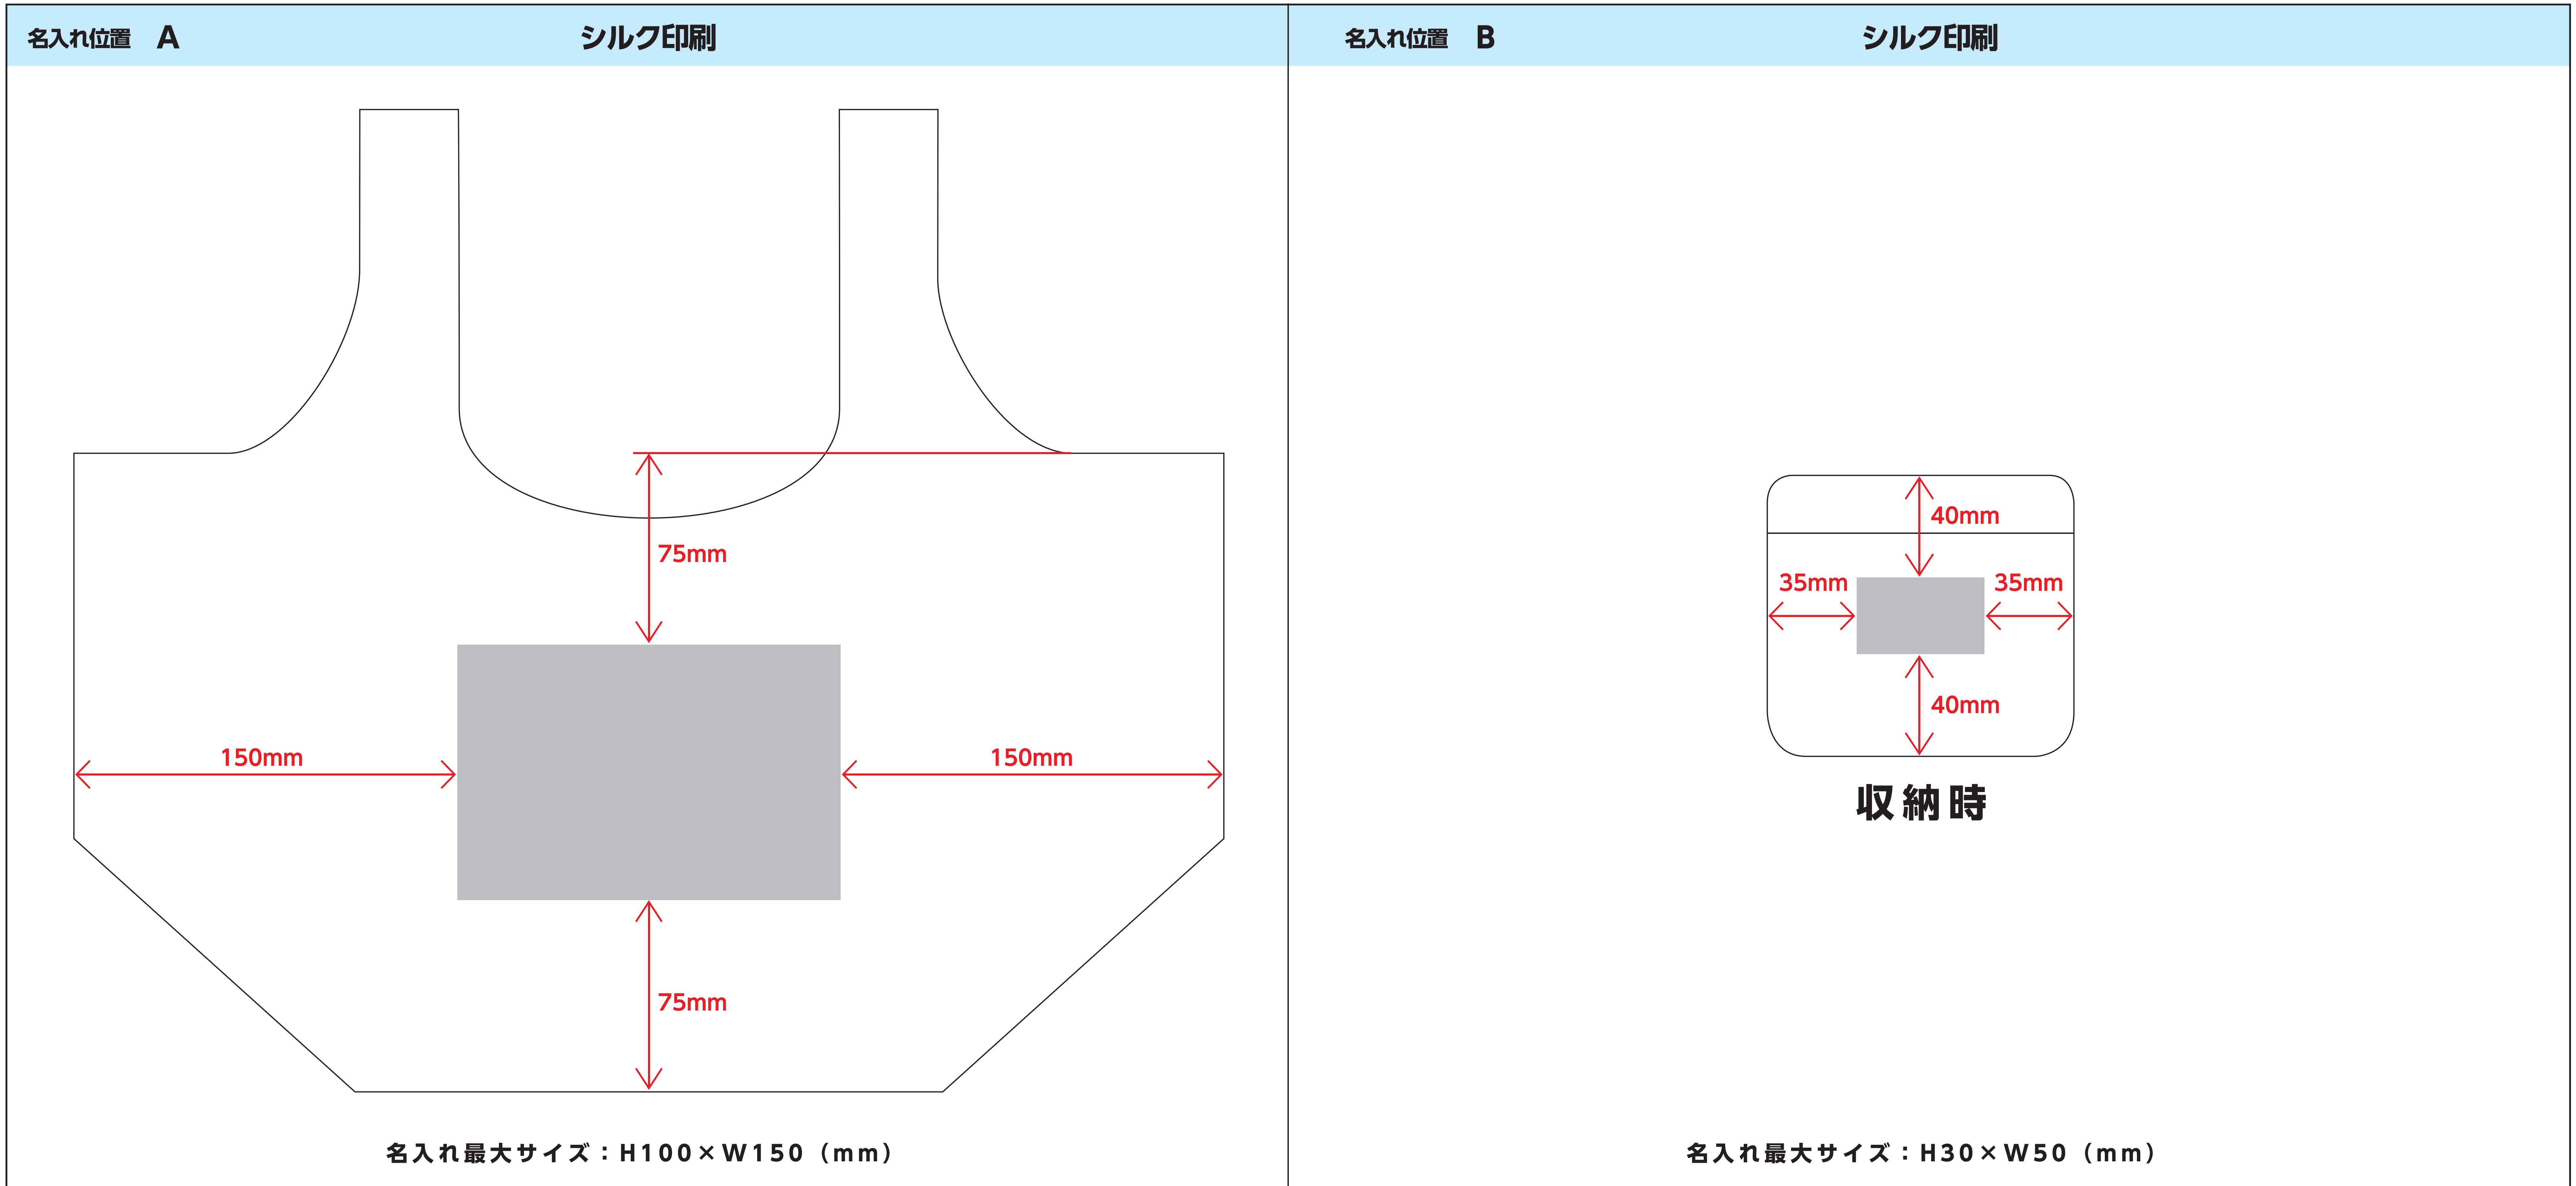 名入れ位置 A
シルク印刷
75mm
150mm
150mm
75mm
名入れ最大サイズ：H100×W150（mm）
名入れ位置 B
シルク印刷
40mm
35mm
35mm
40mm
収納時
名入れ最大サイズ：H30×W50（mm）